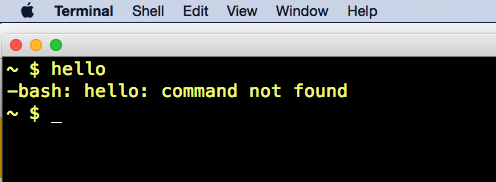 Terminal Shell Edit View Window Help
~ $ hello
-bash: hello: command not found
~ $ _